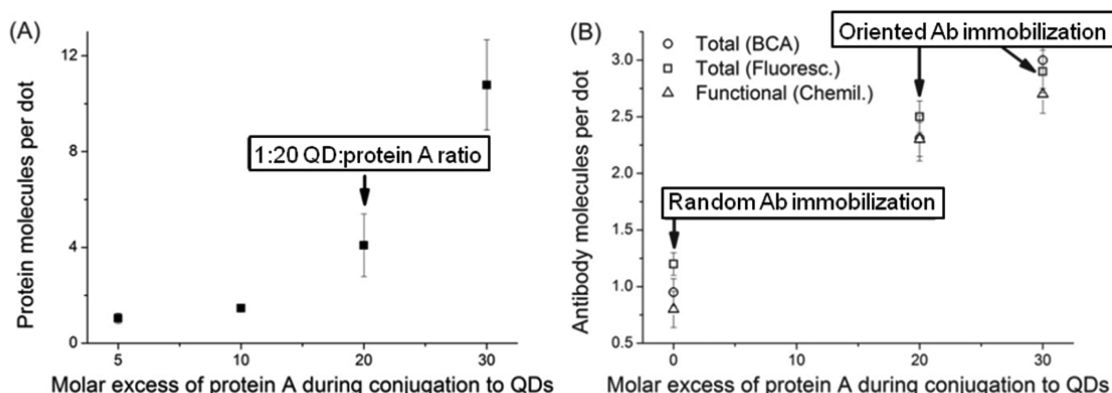 (A)
12
8
4
0
Protein molecules per dot
1:20 QD:protein A ratio
5 10 20 30
Molar excess of protein A during conjugation to QDs
(B)
Oriented Ab immobilization
Total (BCA)
Total (Fluoresc.)
Functional (Chemil.)
3.0
2.5
2.0
1.5
1.0
0.5
Antibody molecules per dot
Random Ab immobilization
0 10 20 30
Molar excess of protein A during conjugation to QDs